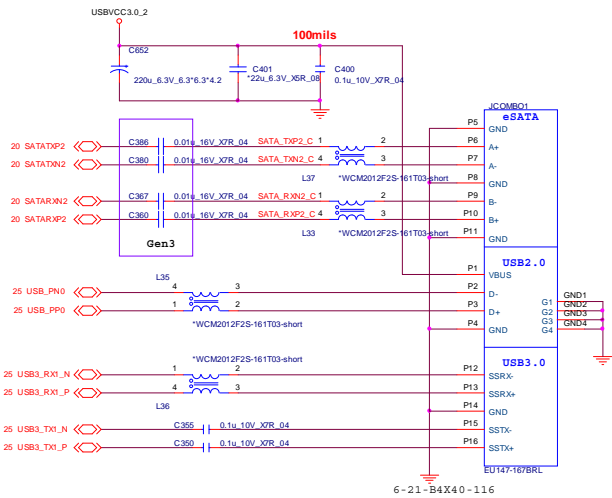 USBVCC3.0_2
100mils
C652
C401
C400
220u_6.3V_6.3*6.3*4.2
*22u_6.3V_X5R_08
0.1u_10V_X7R_04
JCOMBO1
eSATA
P5
GND
20 SATATXP2
C386
0.01u_16V_X7R_04
SATA_TXP2_C
1
2
P6
A+
20 SATATXN2
C380
0.01u_16V_X7R_04
SATA_TXN2_C
4
3
P7
A-
L37
*WCM2012F2S-161T03-short
P8
GND
20 SATARXN2
C367
0.01u_16V_X7R_04
SATA_RXN2_C
1
2
P9
B-
20 SATARXP2
C360
0.01u_16V_X7R_04
SATA_RXP2_C
4
3
P10
B+
L33
*WCM2012F2S-161T03-short
P11
GND
Gen3
USB2.0
P1
VBUS
L35
25 USB_PN0
4
3
P2
D-
25 USB_PP0
1
2
P3
D+
*WCM2012F2S-161T03-short
P4
GND
G1
GND1
G2
GND2
G3
GND3
G4
GND4
USB3.0
*WCM2012F2S-161T03-short
25 USB3_RX1_N
1
2
P12
SSRX-
25 USB3_RX1_P
4
3
P13
SSRX+
L36
P14
GND
25 USB3_TX1_N
C355
0.1u_10V_X7R_04
P15
SSTX-
25 USB3_TX1_P
C350
0.1u_10V_X7R_04
P16
SSTX+
EU147-167BRL
6-21-B4X40-116